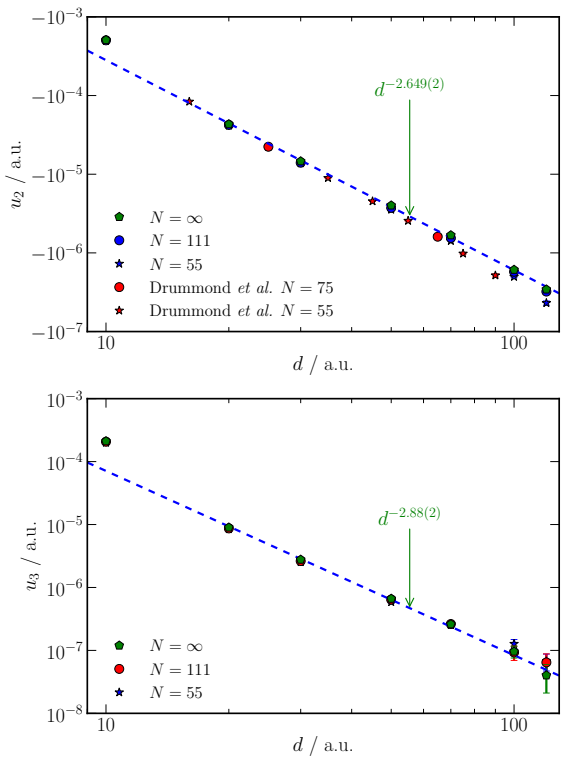 −10⁻³
−10⁻⁴
−10⁻⁵
−10⁻⁶
−10⁻⁷
u₂ / a.u.
d^−2.649(2)
N = ∞
N = 111
N = 55
Drummond et al. N = 75
Drummond et al. N = 55
10 100
d / a.u.
10⁻³
10⁻⁴
10⁻⁵
10⁻⁶
10⁻⁷
10⁻⁸
u₃ / a.u.
d^−2.88(2)
N = ∞
N = 111
N = 55
10 100
d / a.u.